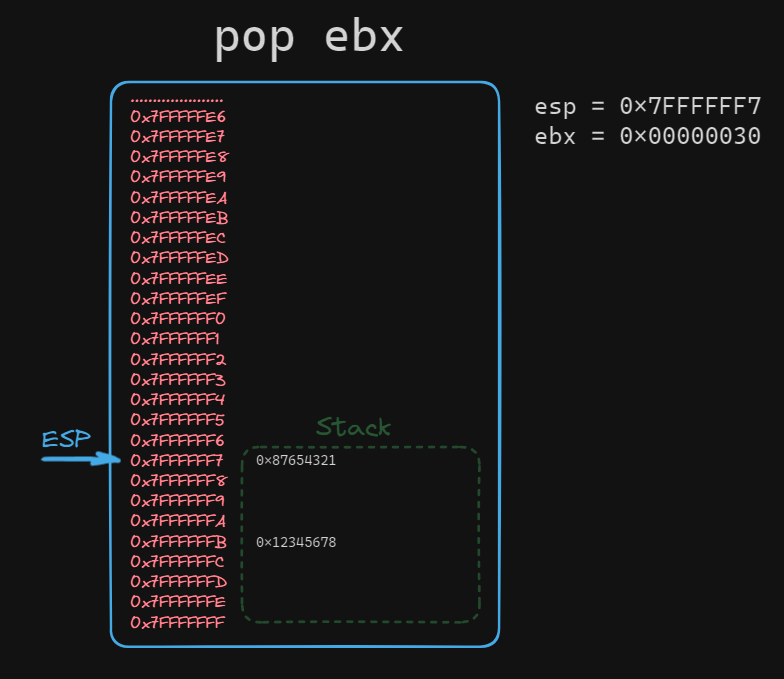 pop ebx
esp = 0×7FFFFFF7
ebx = 0×00000030
.....................
0x7FFFFFE6
0x7FFFFFE7
0x7FFFFFE8
0x7FFFFFE9
0x7FFFFFEA
0x7FFFFFEB
0x7FFFFFEC
0x7FFFFFED
0x7FFFFFEE
0x7FFFFFEF
0x7FFFFFF0
0x7FFFFFF1
0x7FFFFFF2
0x7FFFFFF3
0x7FFFFFF4
0x7FFFFFF5
Stack
ESP
0x7FFFFFF6
0x7FFFFFF7 0×87654321
0x7FFFFFF8
0x7FFFFFF9
0x7FFFFFFA
0x7FFFFFFB 0×12345678
0x7FFFFFFC
0x7FFFFFFD
0x7FFFFFFE
0x7FFFFFFF